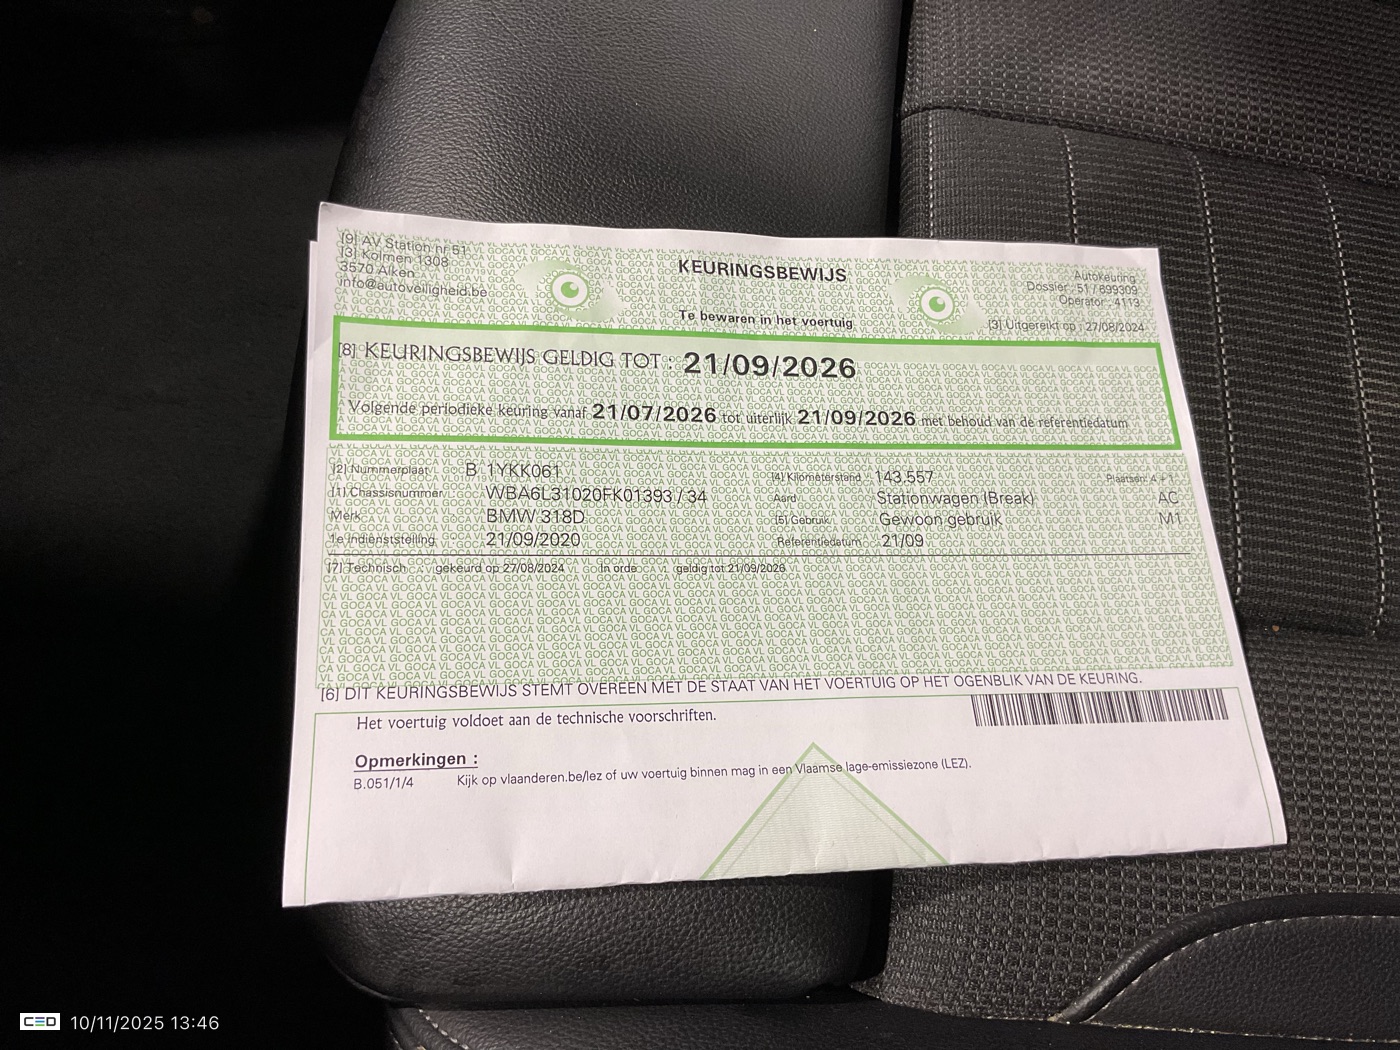 [9] AV Station nr 51
[3] Kolmen 1308
3570 Alken
info@autoveiligheid.be
KEURINGSBEWIJS
Te bewaren in het voertuig
Autokeuring
Dossier : 51 / 899309
Operator : 4113
[3] Uitgereikt op : 27/08/2024
[8] KEURINGSBEWIJS GELDIG TOT : 21/09/2026
Volgende periodieke keuring vanaf 21/07/2026 tot uiterlijk 21/09/2026 met behoud van de referentiedatum
[2] Nummerplaat B 1YKK061 [4] Kilometerstand 143.557 Plaatsen: 4 + 1
[1] Chassisnummer WBA6L31020FK01393 / 34 Aard Stationwagen (Break) AC
Merk BMW 318D [5] Gebruik Gewoon gebruik M1
1e indienststelling 21/09/2020 Referentiedatum 21/09
[7] Technisch : gekeurd op 27/08/2024 in orde geldig tot 21/09/2026
[6] DIT KEURINGSBEWIJS STEMT OVEREEN MET DE STAAT VAN HET VOERTUIG OP HET OGENBLIK VAN DE KEURING.
Het voertuig voldoet aan de technische voorschriften.
Opmerkingen :
B.051/1/4 Kijk op vlaanderen.be/lez of uw voertuig binnen mag in een Vlaamse lage-emissiezone (LEZ).
CED 10/11/2025 13:46